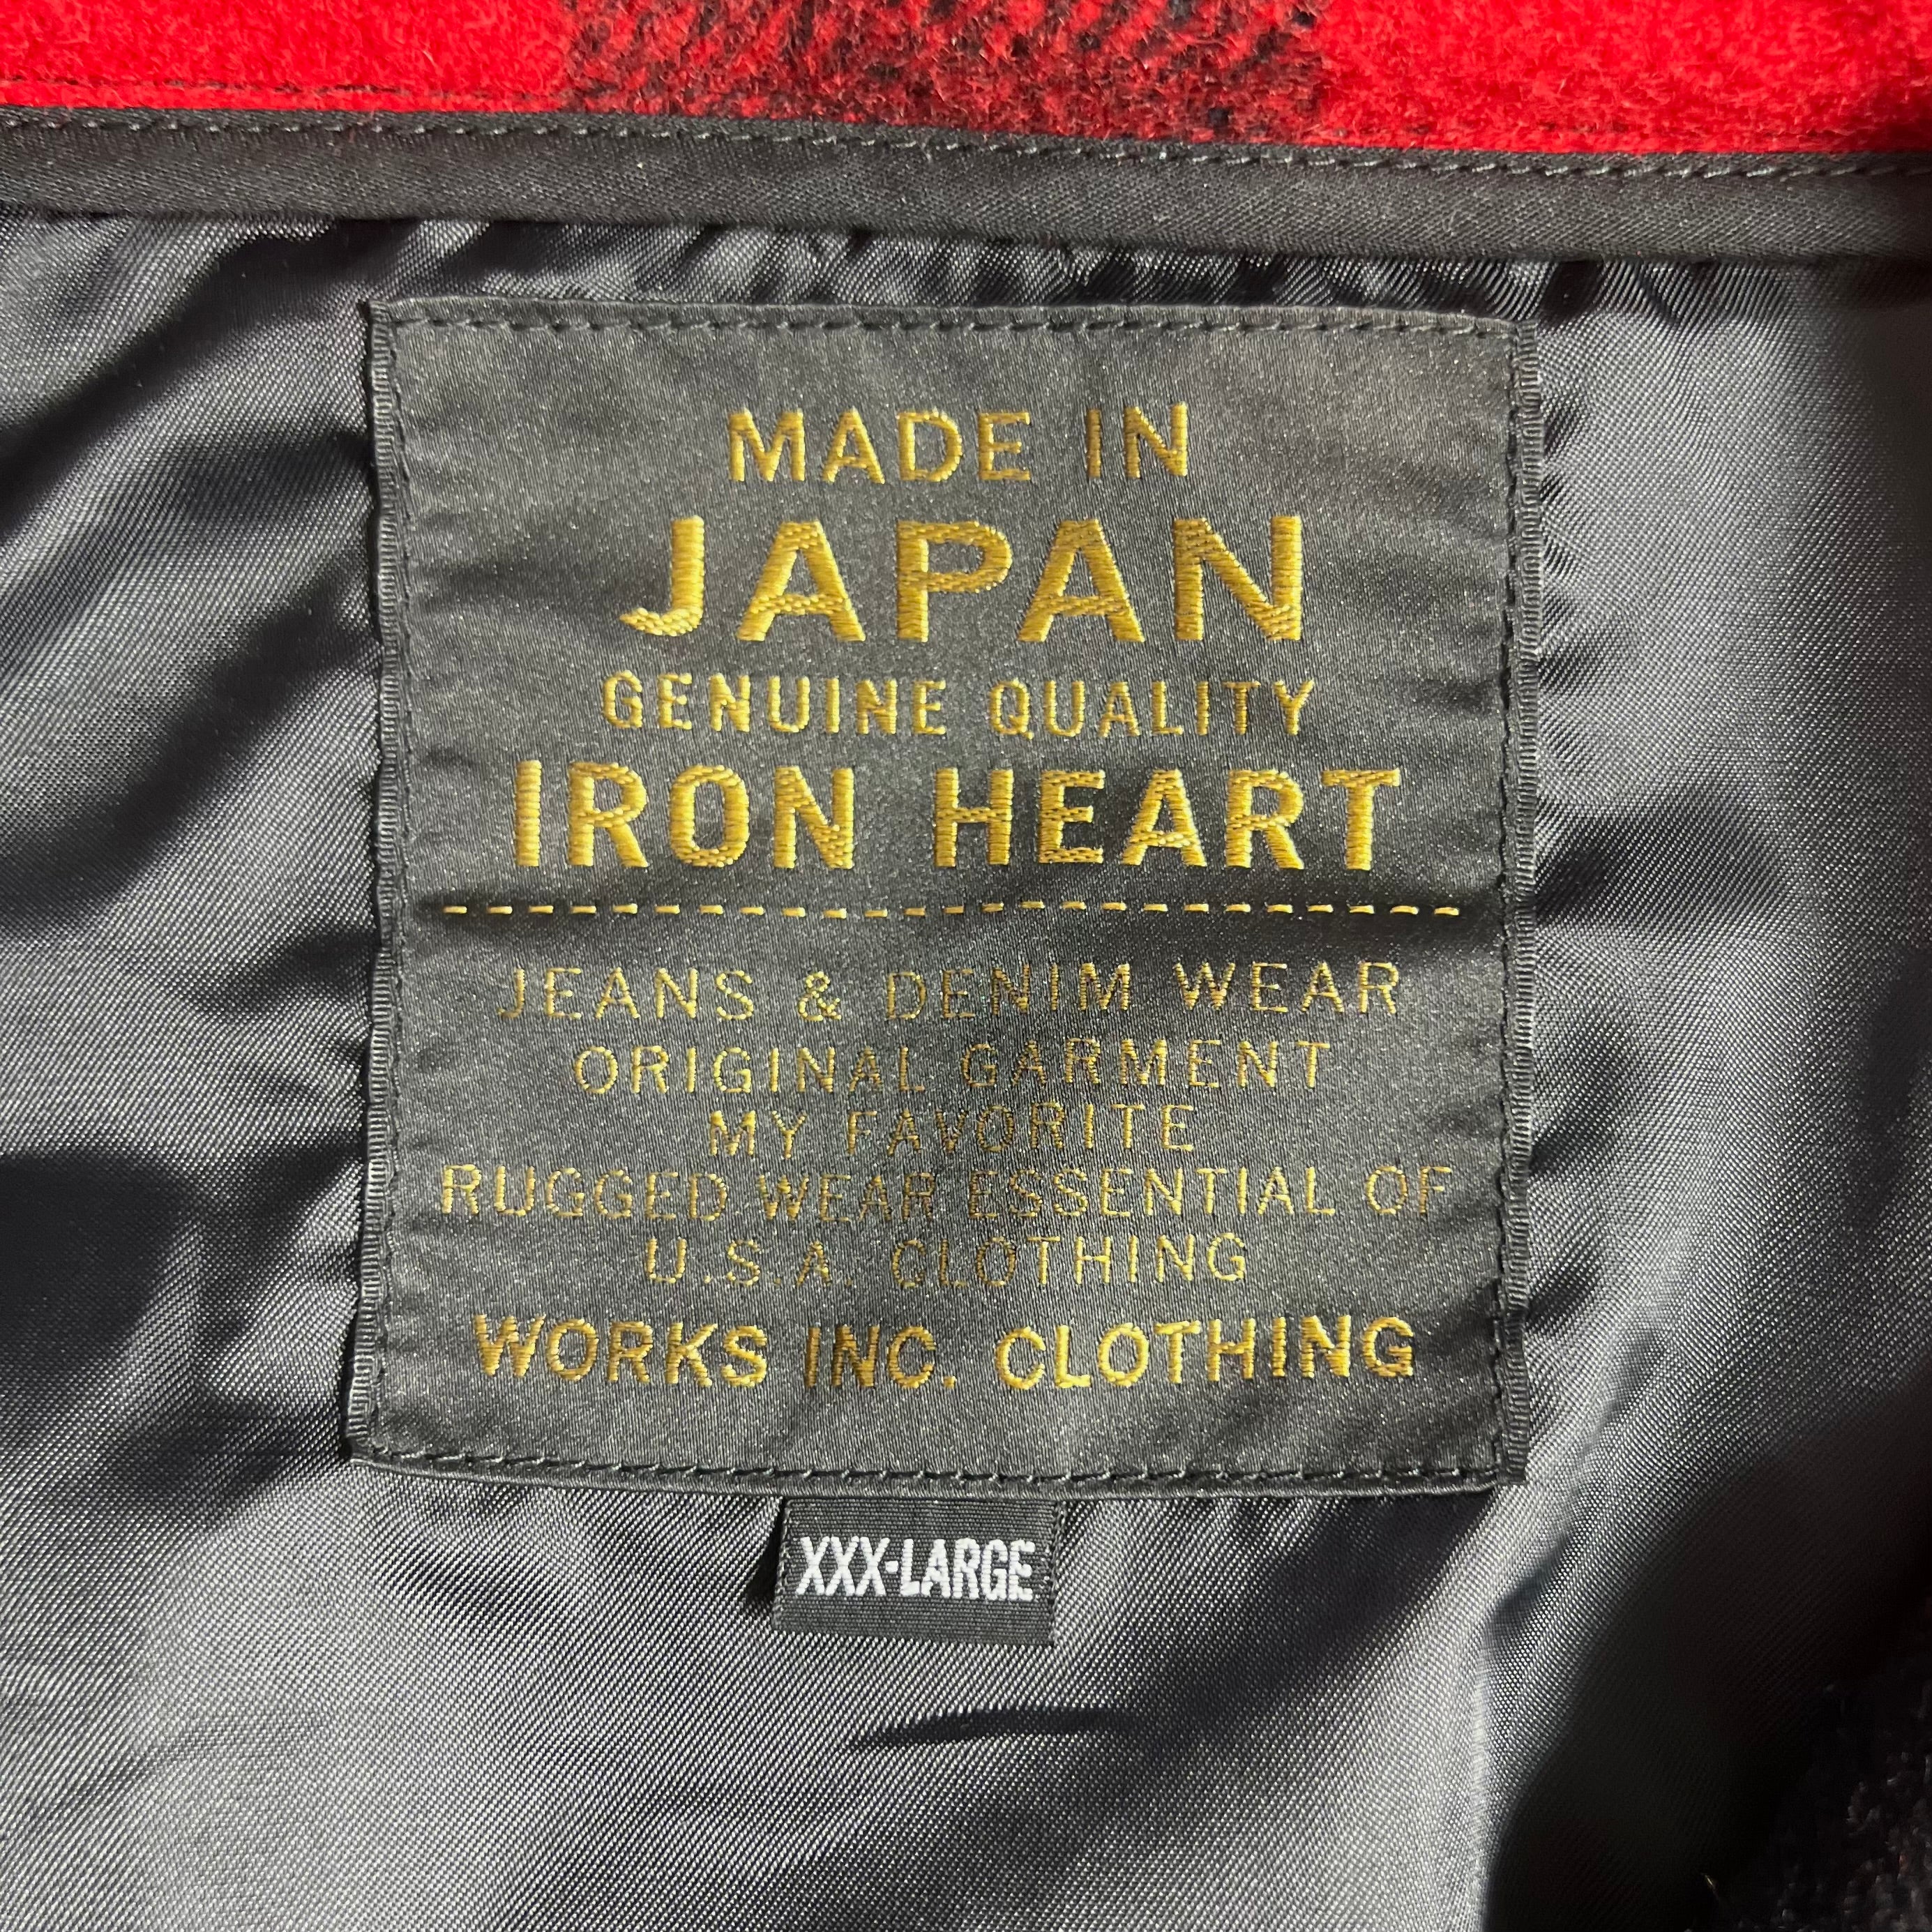 MADE IN
JAPAN
GENUINE QUALITY
IRON HEART
JEANS & DENIM WEAR
ORIGINAL GARMENT
MY FAVORITE
RUGGED WEAR ESSENTIAL OF
U.S.A. CLOTHING
WORKS INC. CLOTHING
XXX-LARGE